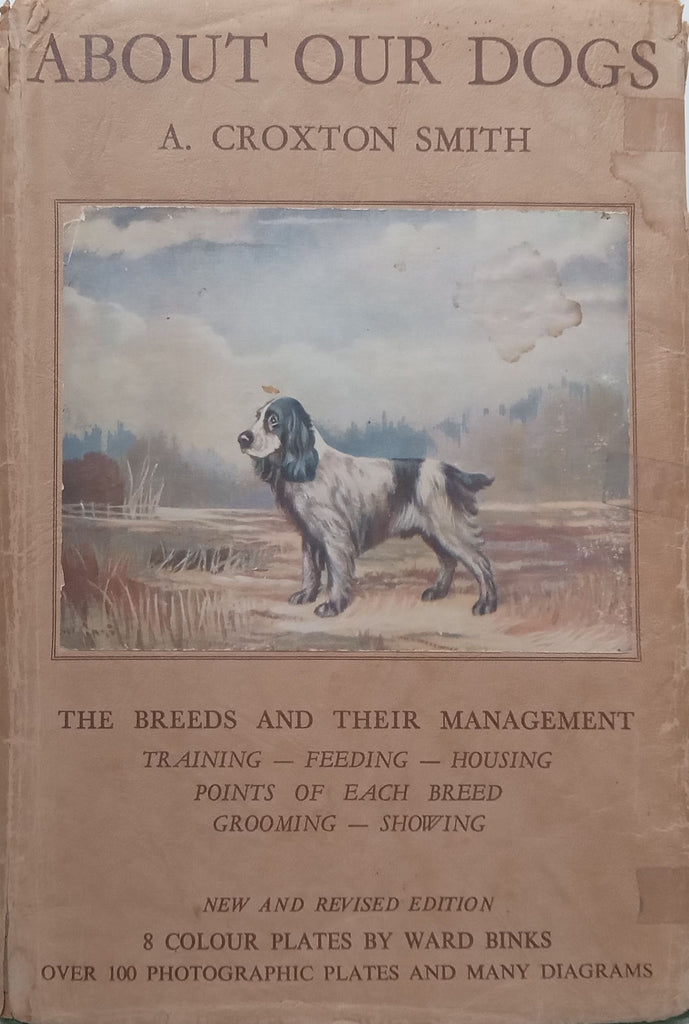 ABOUT OUR DOGS
A. CROXTON SMITH
THE BREEDS AND THEIR MANAGEMENT
TRAINING — FEEDING — HOUSING
POINTS OF EACH BREED
GROOMING — SHOWING
NEW AND REVISED EDITION
8 COLOUR PLATES BY WARD BINKS
OVER 100 PHOTOGRAPHIC PLATES AND MANY DIAGRAMS